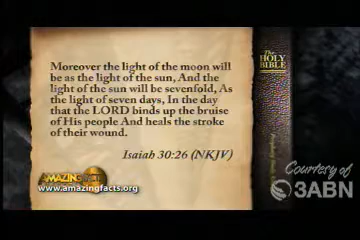 Moreover the light of the moon will
be as the light of the sun, And the
light of the sun will be sevenfold, As
the light of seven days, In the day
that the LORD binds up the bruise
of His people And heals the stroke
of their wound.
Isaiah 30:26 (NKJV)
The
HOLY
BIBLE
AMAZING FACTS
www.amazingfacts.org
Courtesy of
3ABN